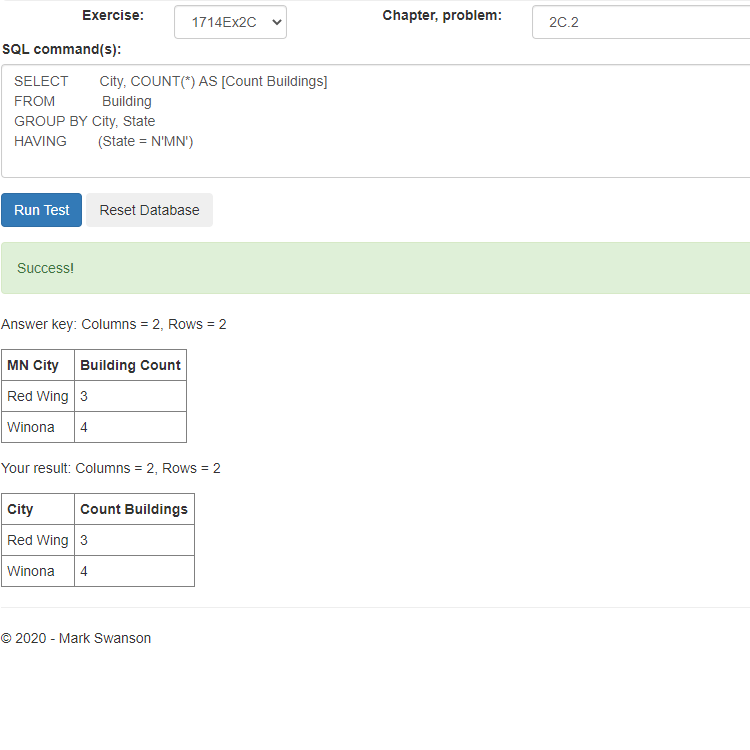 Exercise: 1714Ex2C Chapter, problem: 2C.2
SQL command(s):
SELECT City, COUNT(*) AS [Count Buildings]
FROM Building
GROUP BY City, State
HAVING (State = N'MN')
Run Test Reset Database
Success!
Answer key: Columns = 2, Rows = 2
MN City Building Count
Red Wing 3
Winona 4
Your result: Columns = 2, Rows = 2
City Count Buildings
Red Wing 3
Winona 4
© 2020 - Mark Swanson